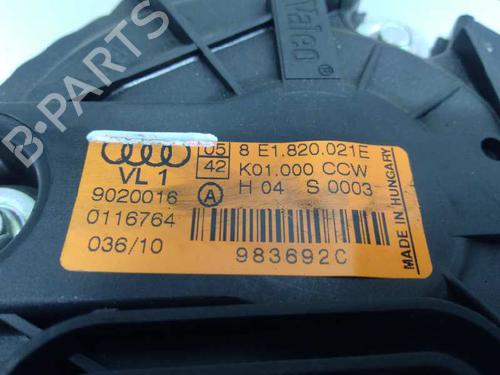 Valeo
B-PARTS
05 8 E1.820.021E
42 K01.000 CCW
VL 1
A H 04 S 0003
9020016
0116764
036/10
983692C
MADE IN HUNGARY